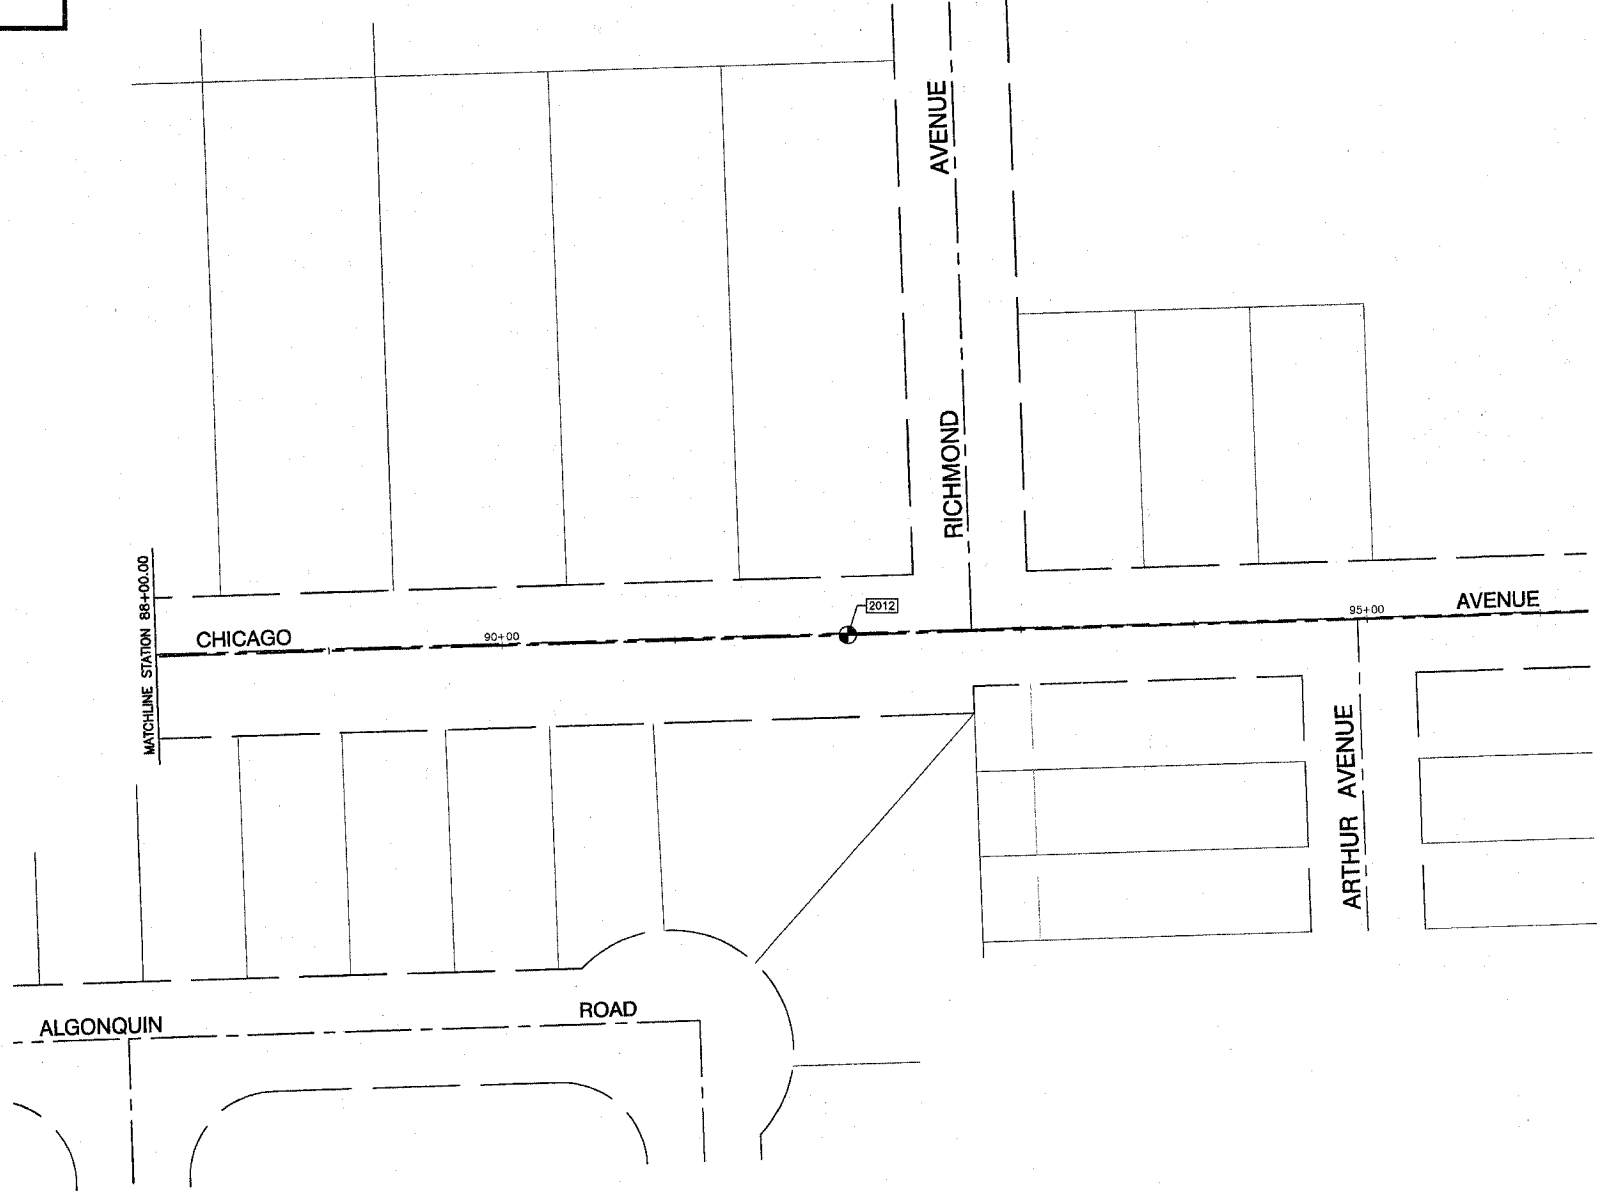 AVENUE
RICHMOND
MATCHLINE STATION 88+00.00
CHICAGO
90+00
2012
95+00
AVENUE
ARTHUR AVENUE
ALGONQUIN
ROAD